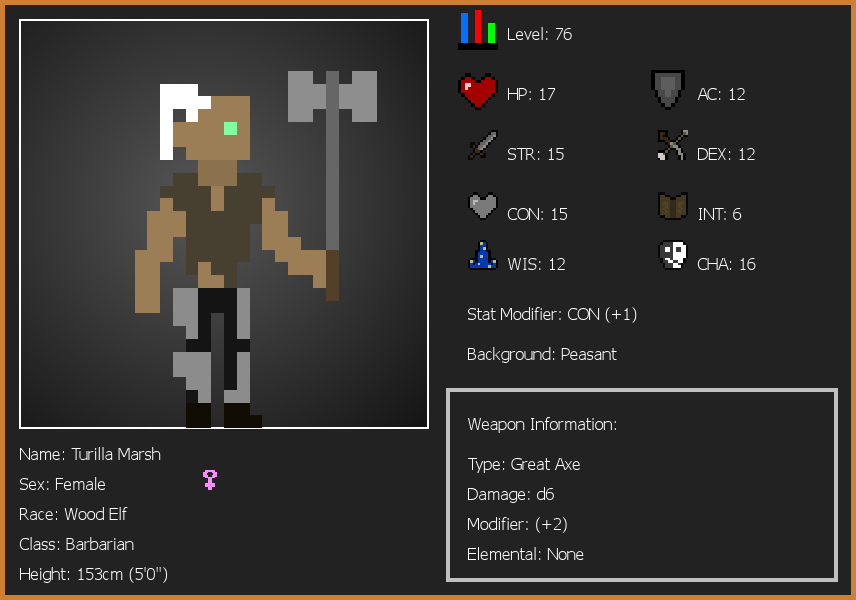 Level: 76
HP: 17
AC: 12
STR: 15
DEX: 12
CON: 15
INT: 6
WIS: 12
CHA: 16
Stat Modifier: CON (+1)
Background: Peasant
Weapon Information:
Type: Great Axe
Damage: d6
Modifier: (+2)
Elemental: None
Name: Turilla Marsh
Sex: Female
Race: Wood Elf
Class: Barbarian
Height: 153cm (5'0")